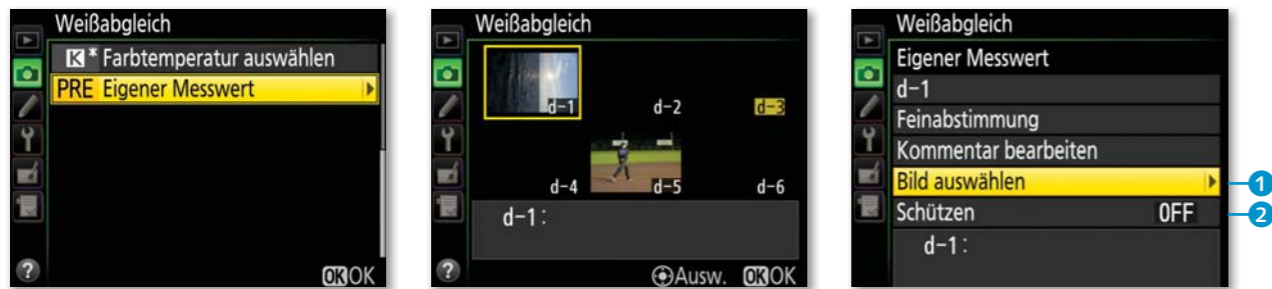 Weißabgleich
K * Farbtemperatur auswählen
PRE Eigener Messwert
? OK OK
Weißabgleich
d-1 d-2 d-3
d-4 d-5 d-6
d-1:
? Ausw. OK OK
Weißabgleich
Eigener Messwert
d-1
Feinabstimmung
Kommentar bearbeiten
Bild auswählen 1
Schützen OFF 2
d-1: